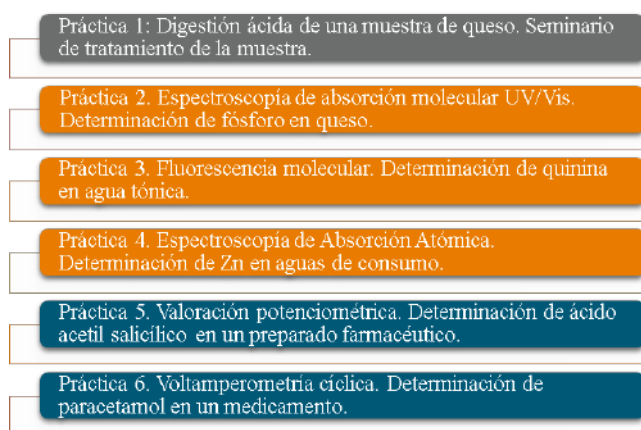 Práctica 1: Digestión ácida de una muestra de queso. Seminario
de tratamiento de la muestra.
Práctica 2. Espectroscopía de absorción molecular UV/Vis.
Determinación de fósforo en queso.
Práctica 3. Fluorescencia molecular. Determinación de quinina
en agua tónica.
Práctica 4. Espectroscopía de Absorción Atómica.
Determinación de Zn en aguas de consumo.
Práctica 5. Valoración potenciométrica. Determinación de ácido
acetil salicílico en un preparado farmacéutico.
Práctica 6. Voltamperometría cíclica. Determinación de
paracetamol en un medicamento.